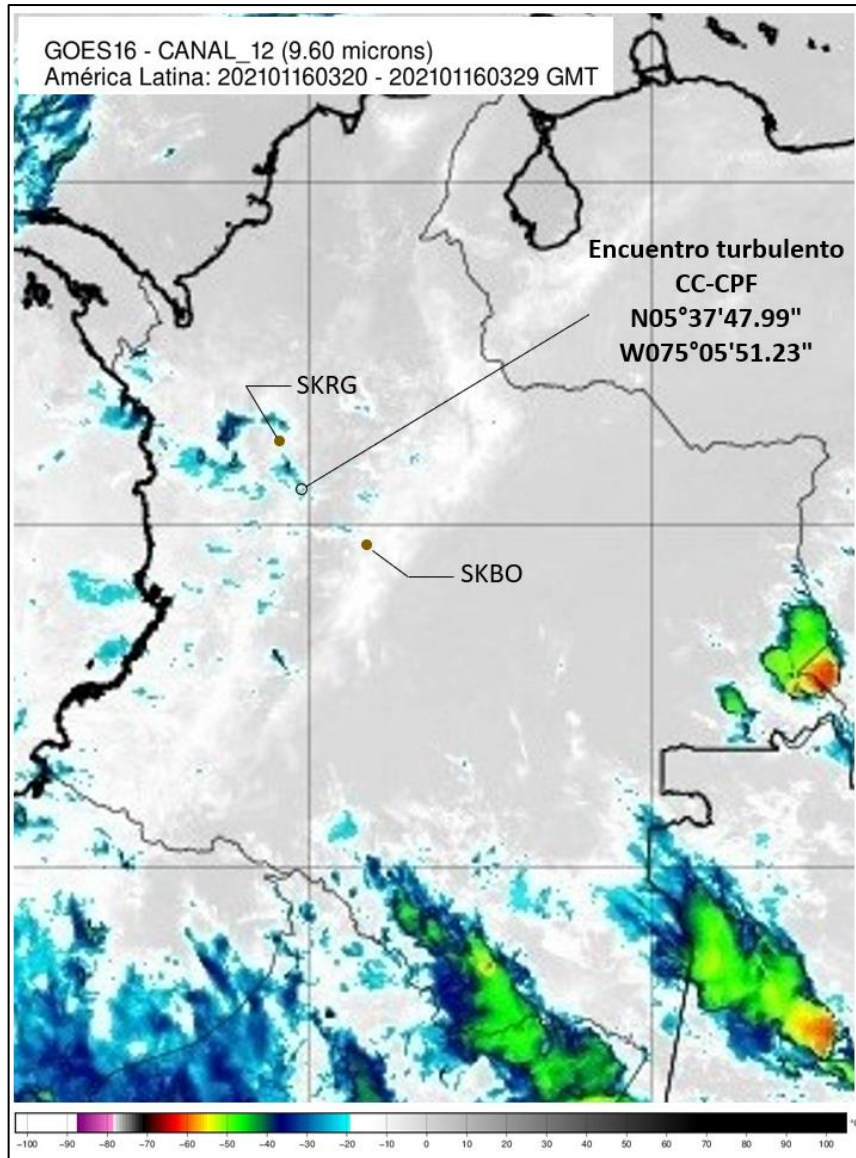 GOES16 - CANAL_12 (9.60 microns)
América Latina: 202101160320 - 202101160329 GMT
Encuentro turbulento
CC-CPF
N05°37'47.99"
W075°05'51.23"
SKRG
SKBO
-100 -90 -80 -70 -60 -50 -40 -30 -20 -10 0 10 20 30 40 50 60 70 80 90 100